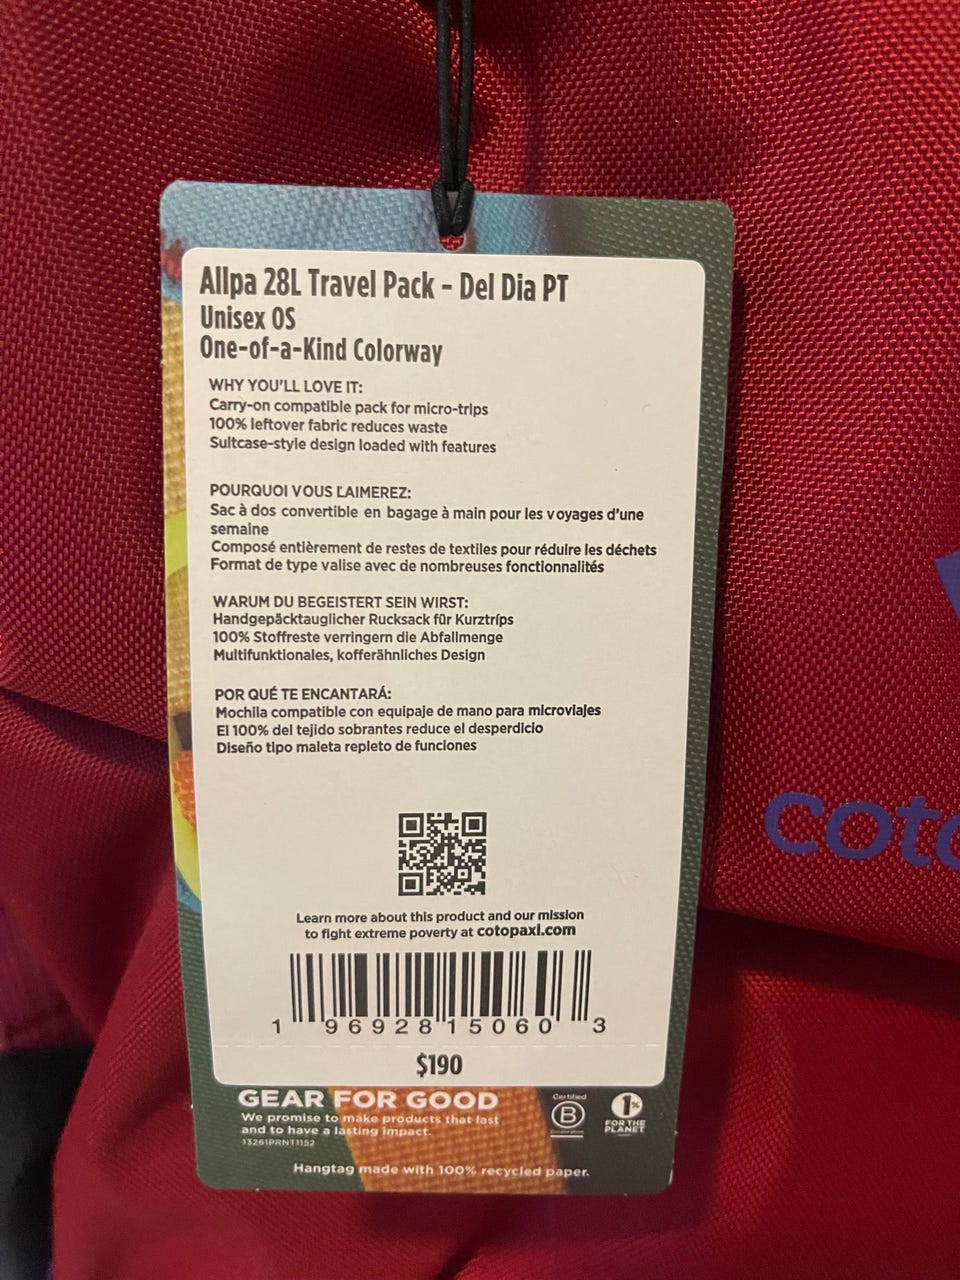 Allpa 28L Travel Pack - Del Dia PT
Unisex OS
One-of-a-Kind Colorway
WHY YOU'LL LOVE IT:
Carry-on compatible pack for micro-trips
100% leftover fabric reduces waste
Suitcase-style design loaded with features
POURQUOI VOUS L'AIMEREZ:
Sac à dos convertible en bagage à main pour les voyages d'une
semaine
Composé entièrement de restes de textiles pour réduire les déchets
Format de type valise avec de nombreuses fonctionnalités
WARUM DU BEGEISTERT SEIN WIRST:
Handgepäcktauglicher Rucksack für Kurztrips
100% Stoffreste verringern die Abfallmenge
Multifunktionales, kofferähnliches Design
POR QUÉ TE ENCANTARÁ:
Mochila compatible con equipaje de mano para microviajes
El 100% del tejido sobrantes reduce el desperdicio
Diseño tipo maleta repleto de funciones
coto
Learn more about this product and our mission
to fight extreme poverty at cotopaxi.com
1 96928 15060 3
$190
GEAR FOR GOOD
We promise to make products that last
and to have a lasting impact.
13261PRNT1152
Certified
B
Corporation
1%
FOR THE
PLANET
Hangtag made with 100% recycled paper.